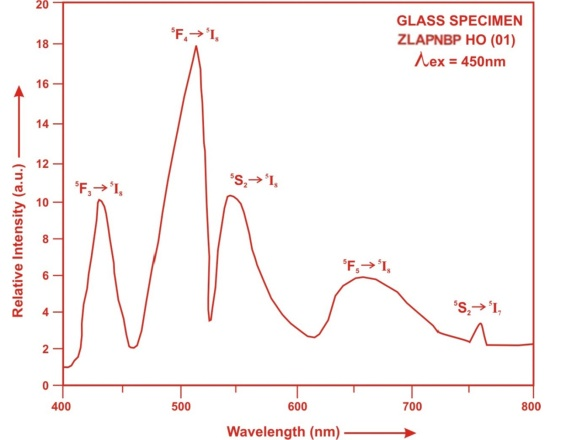 GLASS SPECIMEN
ZLAPNBP HO (01)
λex = 450nm
⁵F₄→⁵I₈
⁵F₃→⁵I₈
⁵S₂→⁵I₈
⁵F₅→⁵I₈
⁵S₂→⁵I₇
Relative Intensity (a.u.) →
20
18
16
14
12
10
8
6
4
2
0
400 500 600 700 800
Wavelength (nm) →